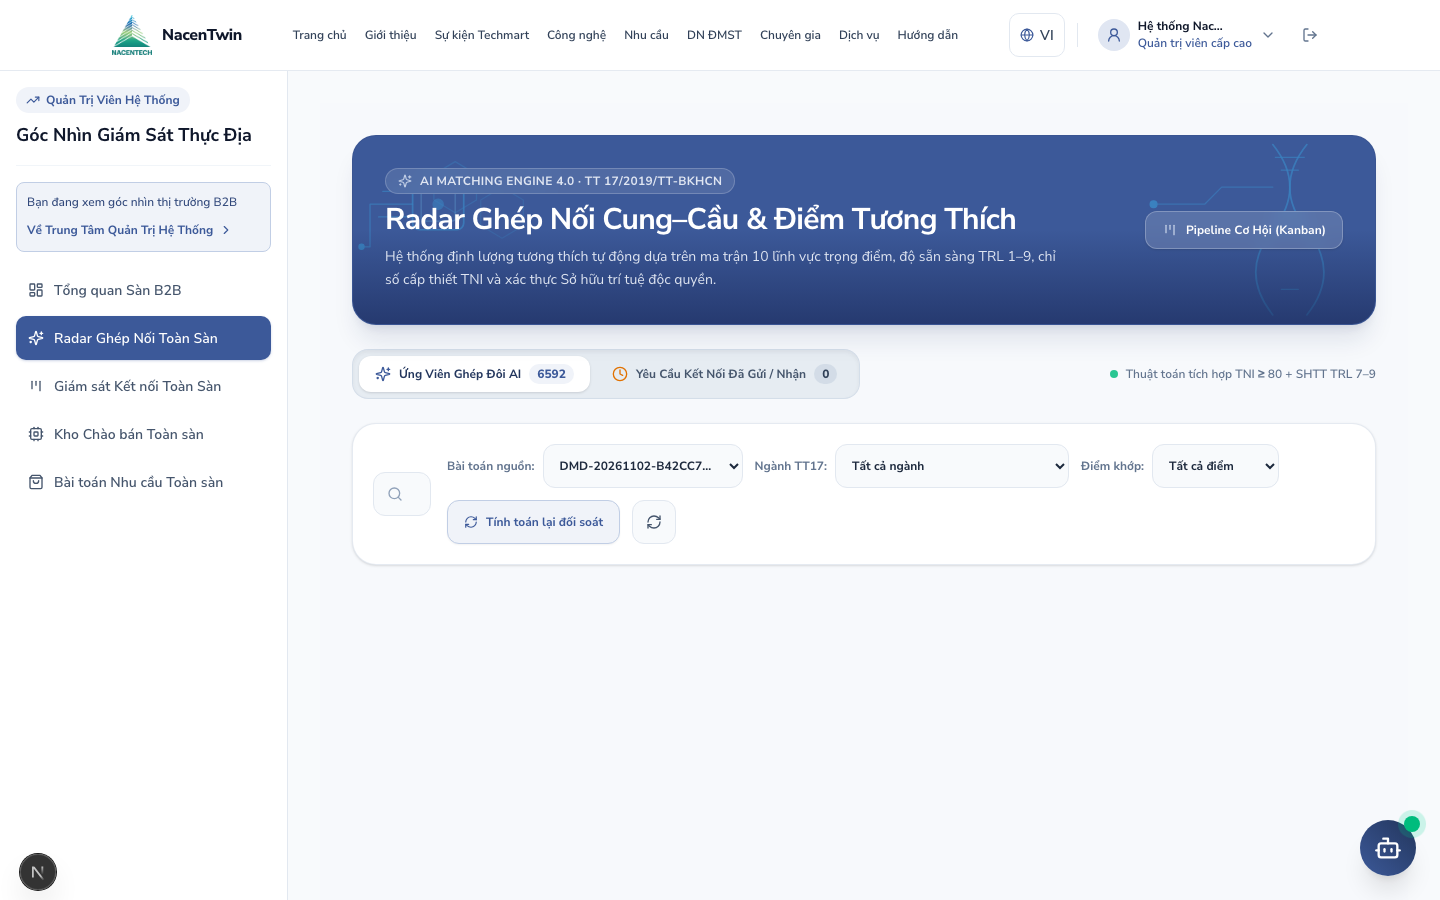 NACENTECH
NacenTwin
Trang chủ
Giới thiệu
Sự kiện Techmart
Công nghệ
Nhu cầu
DN ĐMST
Chuyên gia
Dịch vụ
Hướng dẫn
VI
Hệ thống Nac...
Quản trị viên cấp cao
Quản Trị Viên Hệ Thống
Góc Nhìn Giám Sát Thực Địa
Bạn đang xem góc nhìn thị trường B2B
Về Trung Tâm Quản Trị Hệ Thống
Tổng quan Sàn B2B
Radar Ghép Nối Toàn Sàn
Giám sát Kết nối Toàn Sàn
Kho Chào bán Toàn sàn
Bài toán Nhu cầu Toàn sàn
AI MATCHING ENGINE 4.0 · TT 17/2019/TT-BKHCN
Radar Ghép Nối Cung–Cầu & Điểm Tương Thích
Hệ thống định lượng tương thích tự động dựa trên ma trận 10 lĩnh vực trọng điểm, độ sẵn sàng TRL 1–9, chỉ
số cấp thiết TNI và xác thực Sở hữu trí tuệ độc quyền.
Pipeline Cơ Hội (Kanban)
Ứng Viên Ghép Đôi AI 6592
Yêu Cầu Kết Nối Đã Gửi / Nhận 0
Thuật toán tích hợp TNI ≥ 80 + SHTT TRL 7–9
Bài toán nguồn: DMD-20261102-B42CC7...
Ngành TT17: Tất cả ngành
Điểm khớp: Tất cả điểm
Tính toán lại đối soát
N